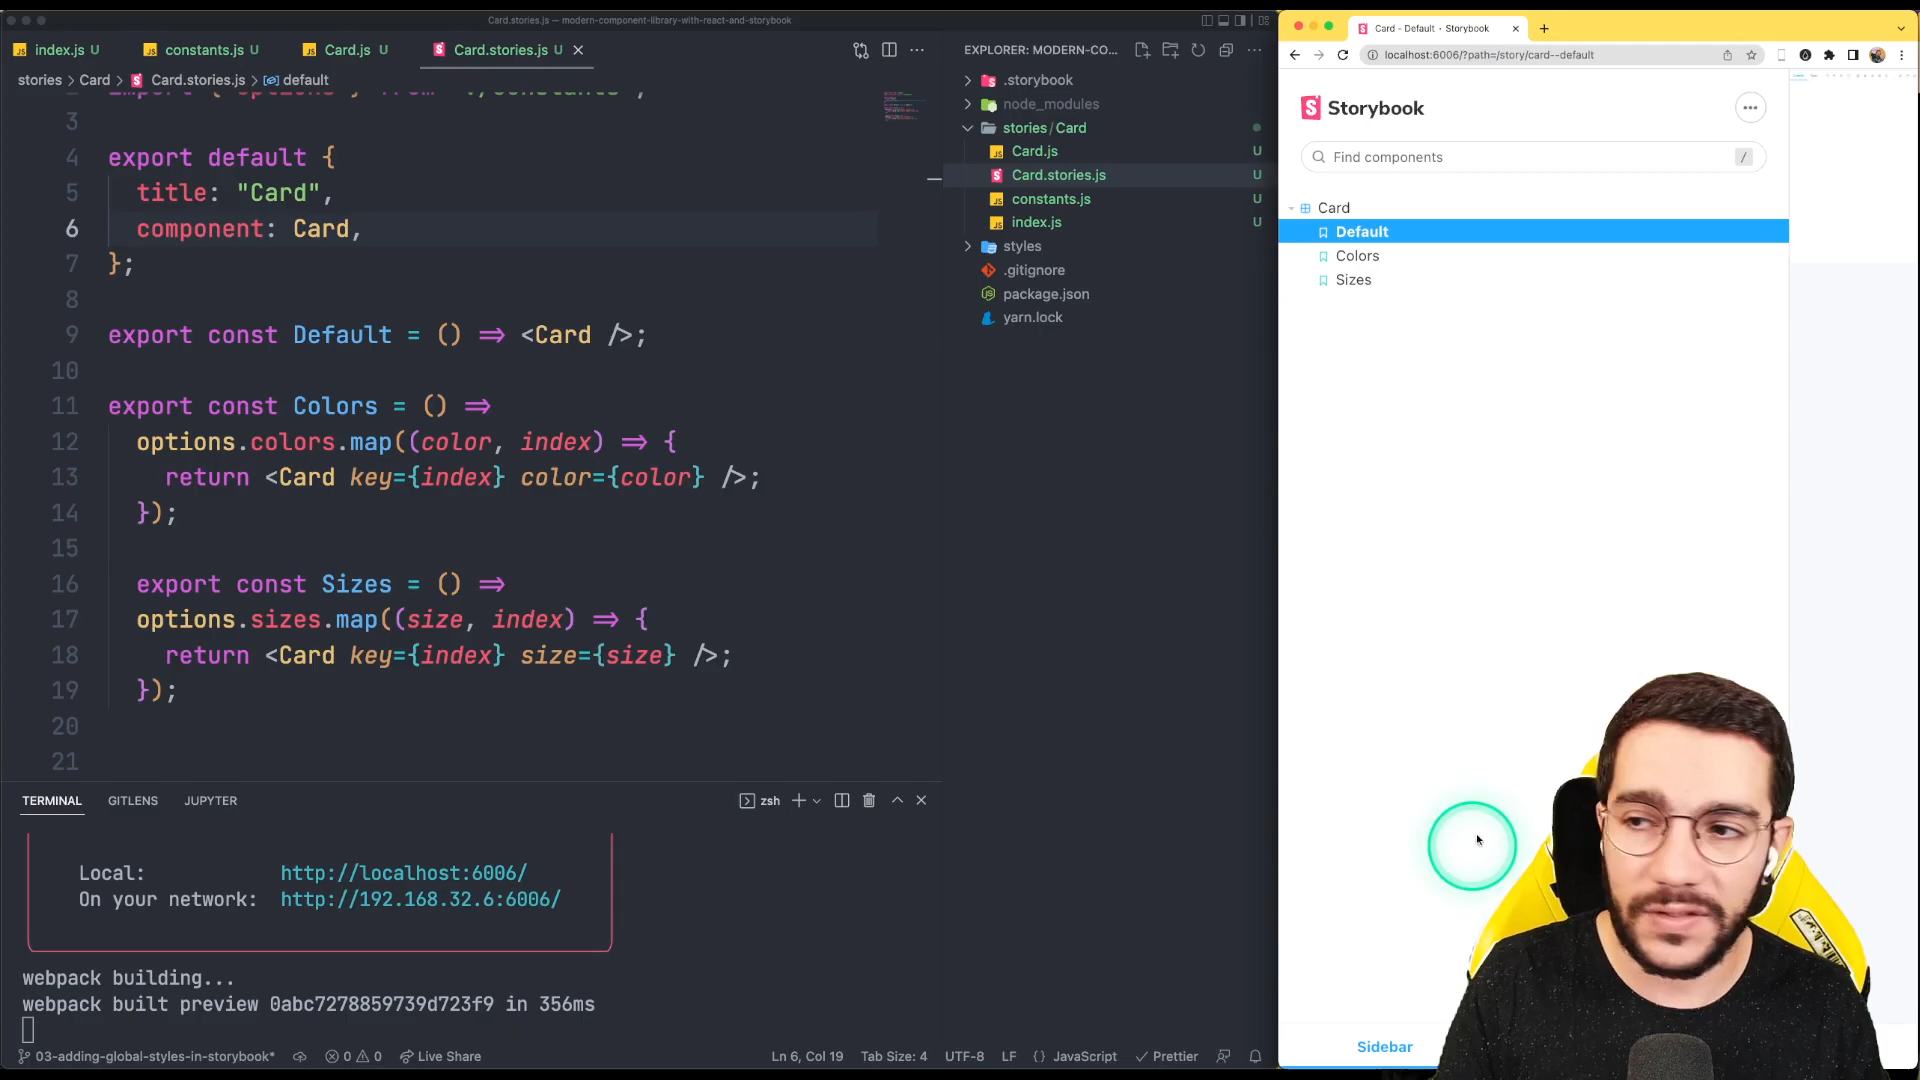 Card.stories.js — modern-component-library-with-react-and-storybook
index.js U
constants.js U
Card.js U
Card.stories.js U
stories > Card > Card.stories.js > default
3
4 export default {
5 title: "Card",
6 component: Card,
7 };
8
9 export const Default = () => <Card />;
10
11 export const Colors = () =>
12 options.colors.map((color, index) => {
13 return <Card key={index} color={color} />;
14 });
15
16 export const Sizes = () =>
17 options.sizes.map((size, index) => {
18 return <Card key={index} size={size} />;
19 });
20
21
TERMINAL GITLENS JUPYTER
zsh
Local: http://localhost:6006/
On your network: http://192.168.32.6:6006/
webpack building...
webpack built preview 0abc7278859739d723f9 in 356ms
03-adding-global-styles-in-storybook* 0 0 Live Share
Ln 6, Col 19 Tab Size: 4 UTF-8 LF {} JavaScript Prettier
EXPLORER: MODERN-CO...
.storybook
node_modules
stories / Card
Card.js U
Card.stories.js U
constants.js U
index.js U
styles
.gitignore
package.json
yarn.lock
Card - Default · Storybook
localhost:6006/?path=/story/card--default
Storybook
Find components /
Card
Default
Colors
Sizes
Sidebar